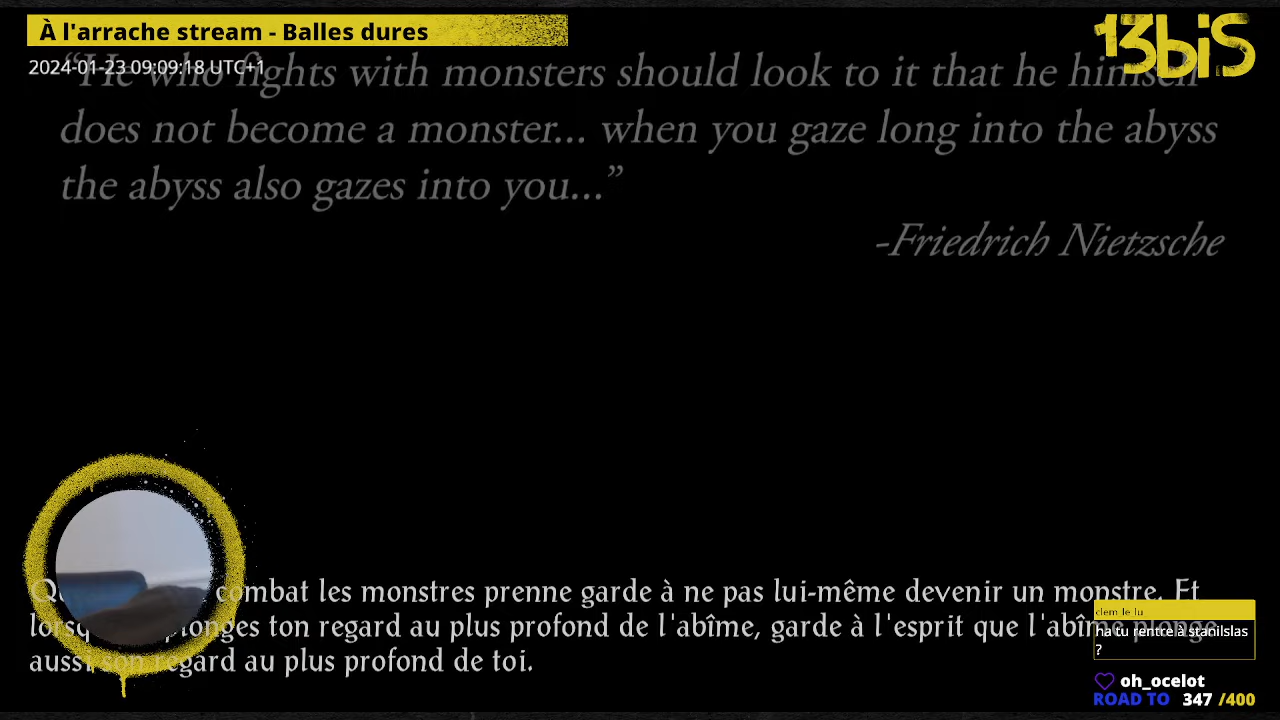 À l'arrache stream - Balles dures
13biS
2024-01-23 09:09:18 UTC+1
“He who fights with monsters should look to it that he himself
does not become a monster... when you gaze long into the abyss
the abyss also gazes into you...”
-Friedrich Nietzsche
combat les monstres prenne garde à ne pas lui-même devenir un monstre. Et
plonges ton regard au plus profond de l'abîme, garde à l'esprit que l'abîme plonge
aussi son regard au plus profond de toi.
clem le lu
ha tu rentre à stanilslas
?
oh_ocelot
ROAD TO 347 /400